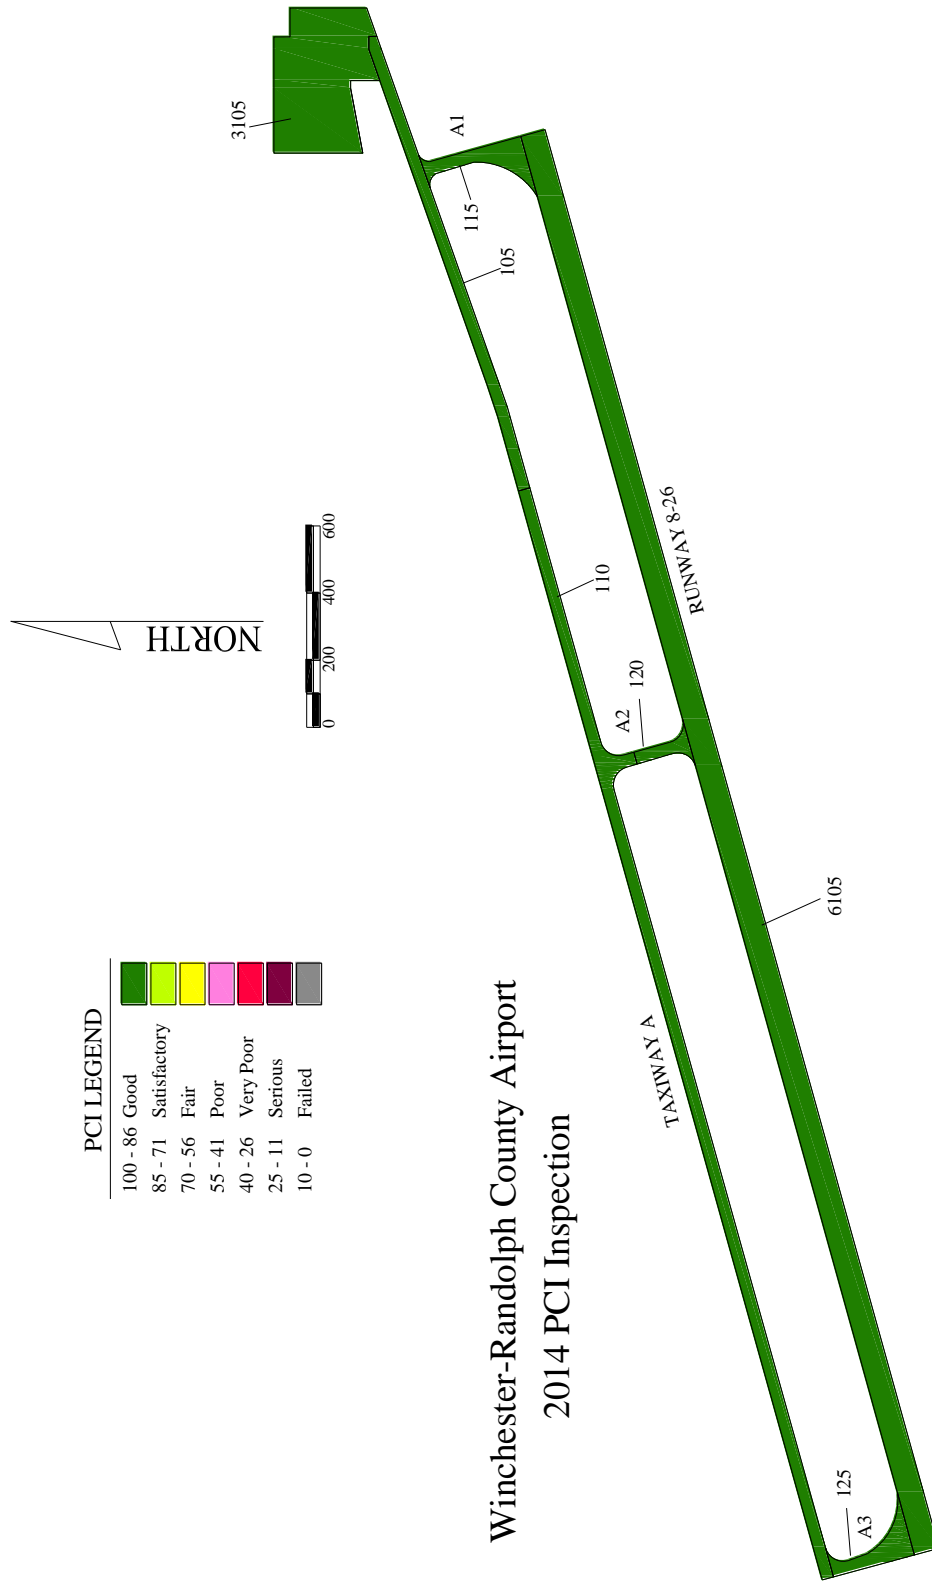 3105
A1
115
105
NORTH
600
400
200
0
110
RUNWAY 8-26
A2
120
6105
TAXIWAY A
PCI LEGEND
100 - 86 Good
85 - 71 Satisfactory
70 - 56 Fair
55 - 41 Poor
40 - 26 Very Poor
25 - 11 Serious
10 - 0 Failed
Winchester-Randolph County Airport
2014 PCI Inspection
125
A3